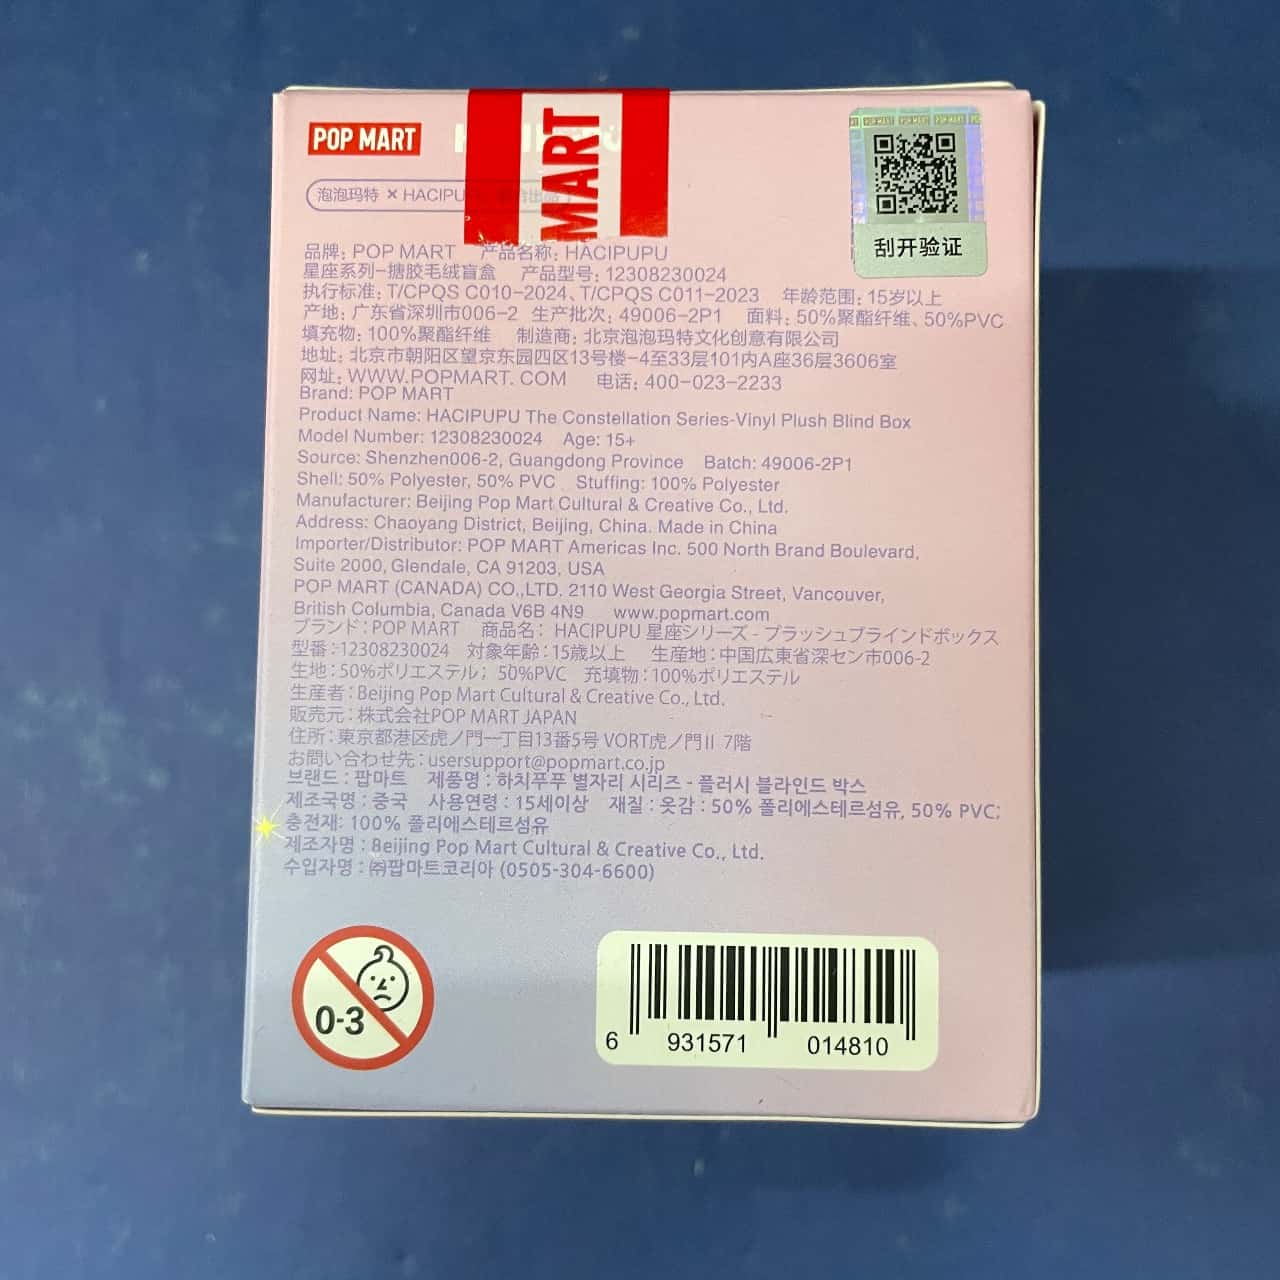 POP MART
MART
泡泡玛特 × HACIPU
POP MART POP MART POP MART
刮开验证
品牌: POP MART 产品名称: HACIPUPU
星座系列-搪胶毛绒盲盒 产品型号: 12308230024
执行标准: T/CPQS C010-2024、T/CPQS C011-2023 年龄范围: 15岁以上
产地: 广东省深圳市006-2 生产批次: 49006-2P1 面料: 50%聚酯纤维、50%PVC
填充物: 100%聚酯纤维 制造商: 北京泡泡玛特文化创意有限公司
地址: 北京市朝阳区望京东园四区13号楼-4至33层101内A座36层3606室
网址: WWW.POPMART. COM 电话: 400-023-2233
Brand: POP MART
Product Name: HACIPUPU The Constellation Series-Vinyl Plush Blind Box
Model Number: 12308230024 Age: 15+
Source: Shenzhen006-2, Guangdong Province Batch: 49006-2P1
Shell: 50% Polyester, 50% PVC Stuffing: 100% Polyester
Manufacturer: Beijing Pop Mart Cultural & Creative Co., Ltd.
Address: Chaoyang District, Beijing, China. Made in China
Importer/Distributor: POP MART Americas Inc. 500 North Brand Boulevard,
Suite 2000, Glendale, CA 91203, USA
POP MART (CANADA) CO.,LTD. 2110 West Georgia Street, Vancouver,
British Columbia, Canada V6B 4N9 www.popmart.com
ブランド: POP MART 商品名: HACIPUPU 星座シリーズ - プラッシュブラインドボックス
型番: 12308230024 対象年齢: 15歳以上 生産地: 中国広東省深セン市006-2
生地: 50%ポリエステル; 50%PVC 充填物: 100%ポリエステル
生産者: Beijing Pop Mart Cultural & Creative Co., Ltd.
販売元: 株式会社POP MART JAPAN
住所: 東京都港区虎ノ門一丁目13番5号 VORT虎ノ門II 7階
お問い合わせ先: usersupport@popmart.co.jp
브랜드 : 팝마트 제품명 : 하치푸푸 별자리 시리즈 - 플러시 블라인드 박스
제조국명 : 중국 사용연령 : 15세이상 재질 : 옷감 : 50% 폴리에스테르섬유, 50% PVC;
충전재: 100% 폴리에스테르섬유
제조자명 : Beijing Pop Mart Cultural & Creative Co., Ltd.
수입자명 : ㈜팝마트코리아 (0505-304-6600)
0-3
6 931571 014810